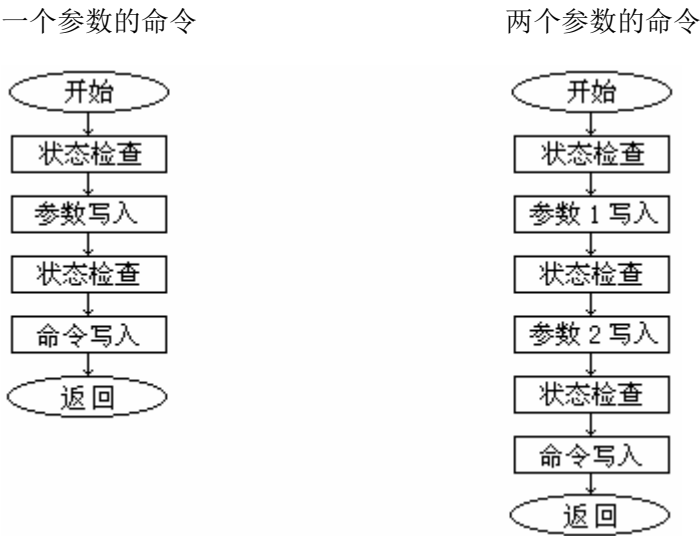 一个参数的命令
开始
状态检查
参数写入
状态检查
命令写入
返回
两个参数的命令
开始
状态检查
参数 1 写入
状态检查
参数 2 写入
状态检查
命令写入
返回